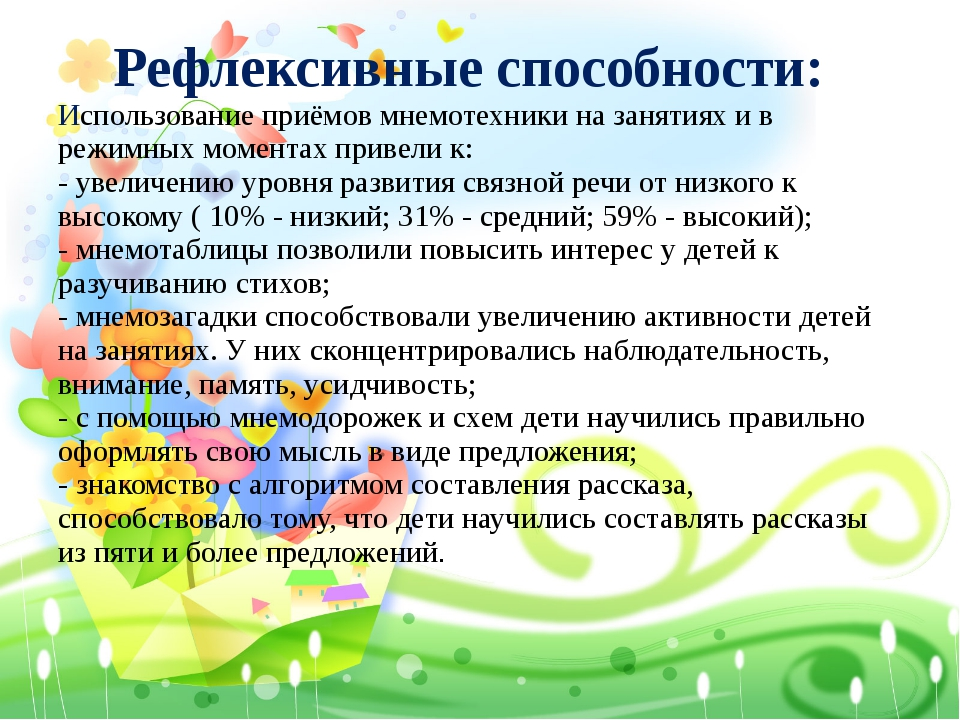 Рефлексивные способности:
Использование приёмов мнемотехники на занятиях и в
режимных моментах привели к:
- увеличению уровня развития связной речи от низкого к
высокому ( 10% - низкий; 31% - средний; 59% - высокий);
- мнемотаблицы позволили повысить интерес у детей к
разучиванию стихов;
- мнемозагадки способствовали увеличению активности детей
на занятиях. У них сконцентрировались наблюдательность,
внимание, память, усидчивость;
- с помощью мнемодорожек и схем дети научились правильно
оформлять свою мысль в виде предложения;
- знакомство с алгоритмом составления рассказа,
способствовало тому, что дети научились составлять рассказы
из пяти и более предложений.